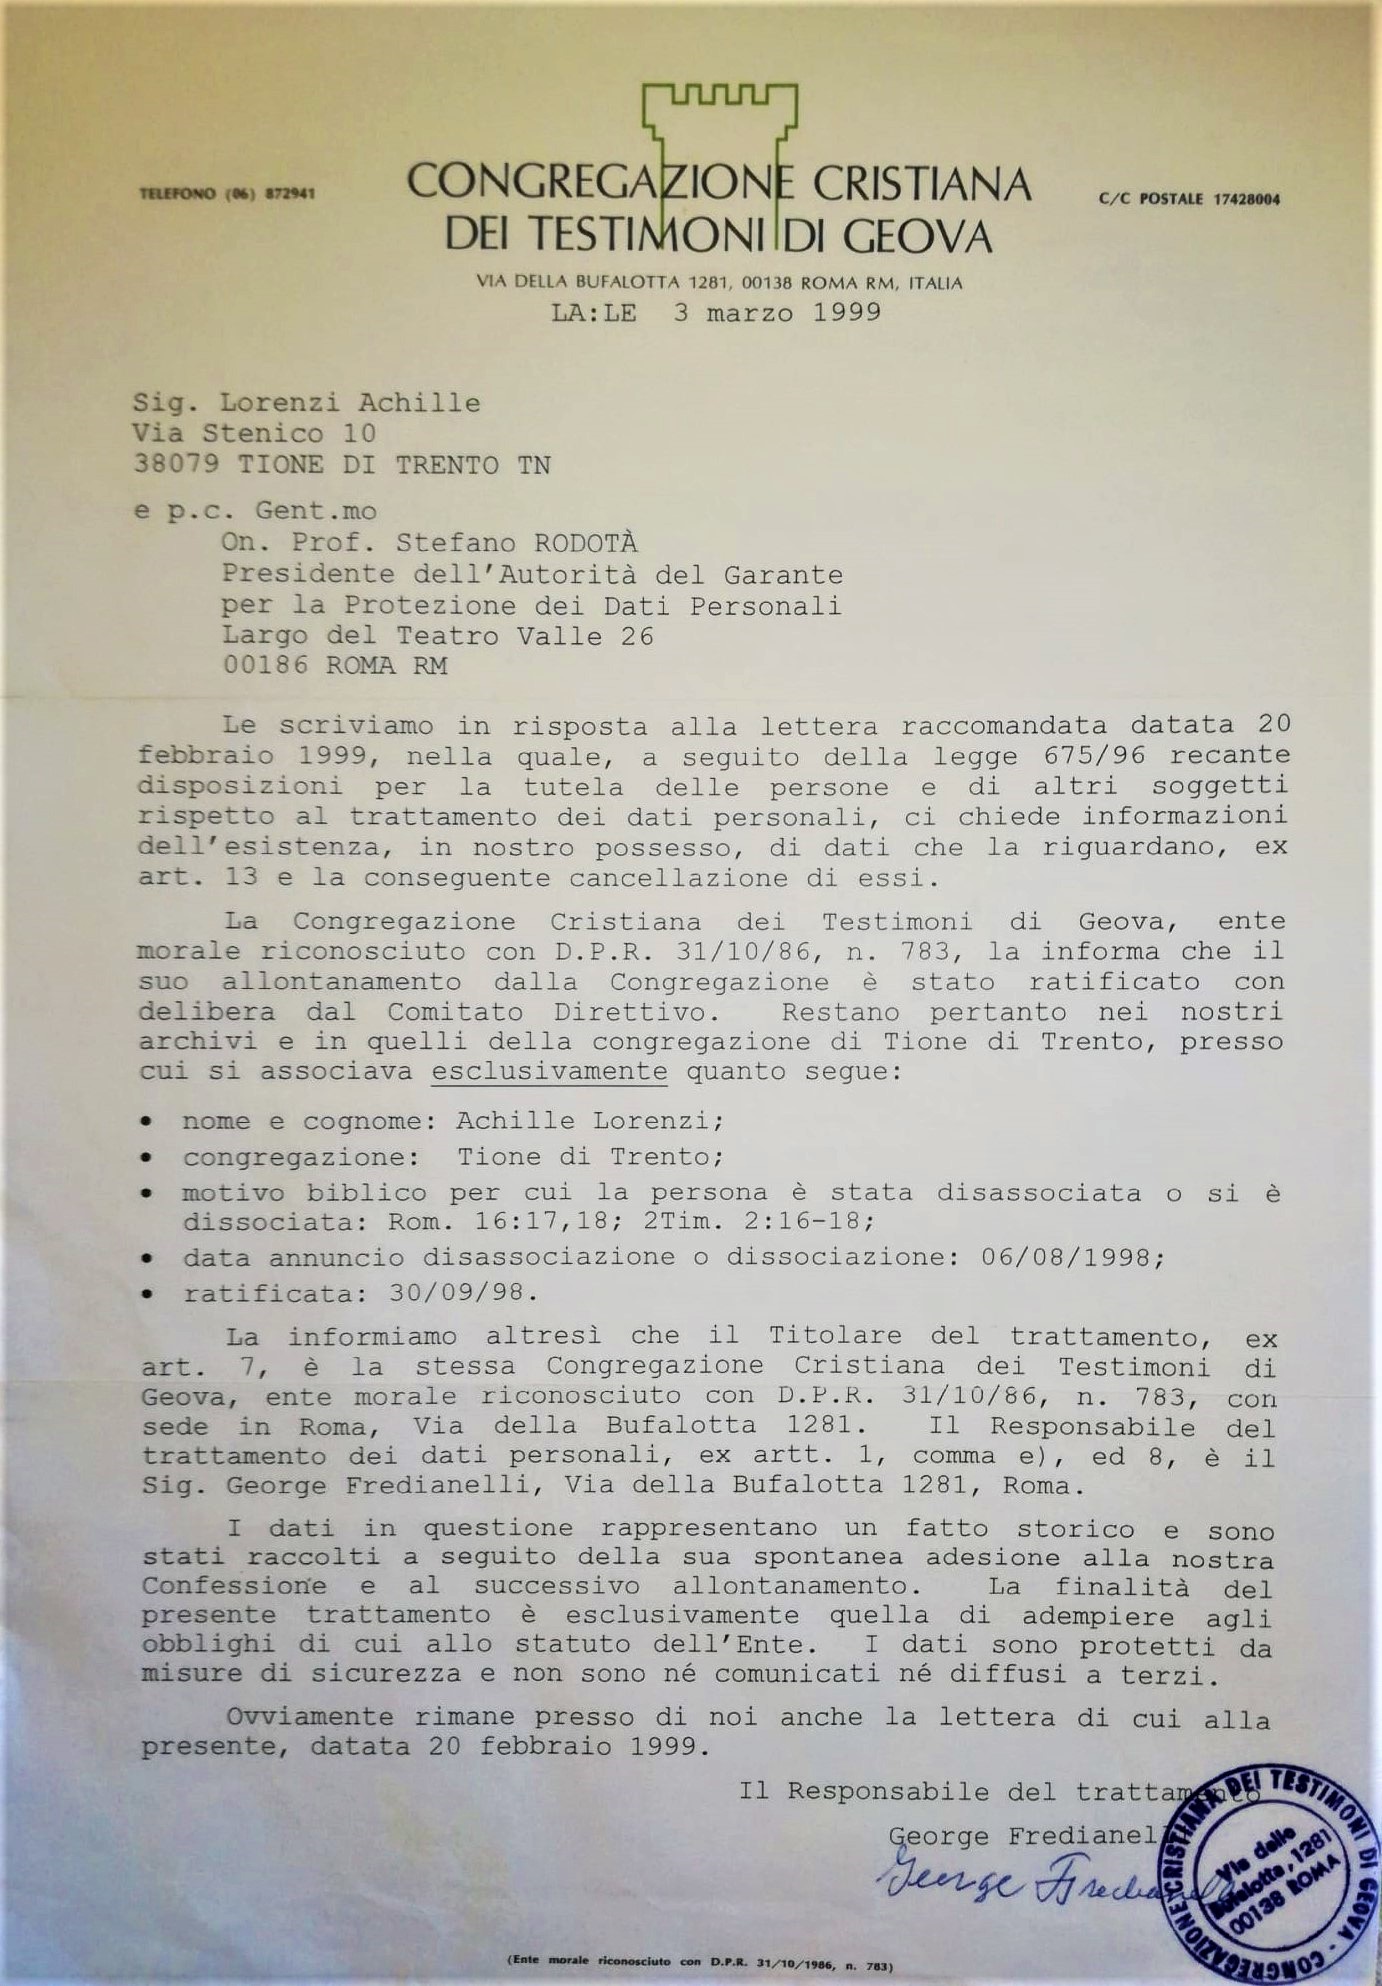 TELEFONO (06) 872941
CONGREGAZIONE CRISTIANA
DEI TESTIMONI DI GEOVA
C/C POSTALE 17428004
VIA DELLA BUFALOTTA 1281, 00138 ROMA RM, ITALIA
LA:LE 3 marzo 1999
Sig. Lorenzi Achille
Via Stenico 10
38079 TIONE DI TRENTO TN
e p.c. Gent.mo
On. Prof. Stefano RODOTÀ
Presidente dell'Autorità del Garante
per la Protezione dei Dati Personali
Largo del Teatro Valle 26
00186 ROMA RM
Le scriviamo in risposta alla lettera raccomandata datata 20
febbraio 1999, nella quale, a seguito della legge 675/96 recante
disposizioni per la tutela delle persone e di altri soggetti
rispetto al trattamento dei dati personali, ci chiede informazioni
dell'esistenza, in nostro possesso, di dati che la riguardano, ex
art. 13 e la conseguente cancellazione di essi.
La Congregazione Cristiana dei Testimoni di Geova, ente
morale riconosciuto con D.P.R. 31/10/86, n. 783, la informa che il
suo allontanamento dalla Congregazione è stato ratificato con
delibera dal Comitato Direttivo. Restano pertanto nei nostri
archivi e in quelli della congregazione di Tione di Trento, presso
cui si associava esclusivamente quanto segue:
• nome e cognome: Achille Lorenzi;
• congregazione: Tione di Trento;
• motivo biblico per cui la persona è stata disassociata o si è
dissociata: Rom. 16:17,18; 2Tim. 2:16-18;
• data annuncio disassociazione o dissociazione: 06/08/1998;
• ratificata: 30/09/98.
La informiamo altresì che il Titolare del trattamento, ex
art. 7, è la stessa Congregazione Cristiana dei Testimoni di
Geova, ente morale riconosciuto con D.P.R. 31/10/86, n. 783, con
sede in Roma, Via della Bufalotta 1281. Il Responsabile del
trattamento dei dati personali, ex artt. 1, comma e), ed 8, è il
Sig. George Fredianelli, Via della Bufalotta 1281, Roma.
I dati in questione rappresentano un fatto storico e sono
stati raccolti a seguito della sua spontanea adesione alla nostra
Confessione e al successivo allontanamento. La finalità del
presente trattamento è esclusivamente quella di adempiere agli
obblighi di cui allo statuto dell'Ente. I dati sono protetti da
misure di sicurezza e non sono né comunicati né diffusi a terzi.
Ovviamente rimane presso di noi anche la lettera di cui alla
presente, datata 20 febbraio 1999.
Il Responsabile del trattamento
George Fredianelli
George Fredianelli
CONGREGAZIONE CRISTIANA DEI TESTIMONI DI GEOVA -
Via della
Bufalotta, 1281
00138 ROMA
(Ente morale riconosciuto con D.P.R. 31/10/1986, n. 783)